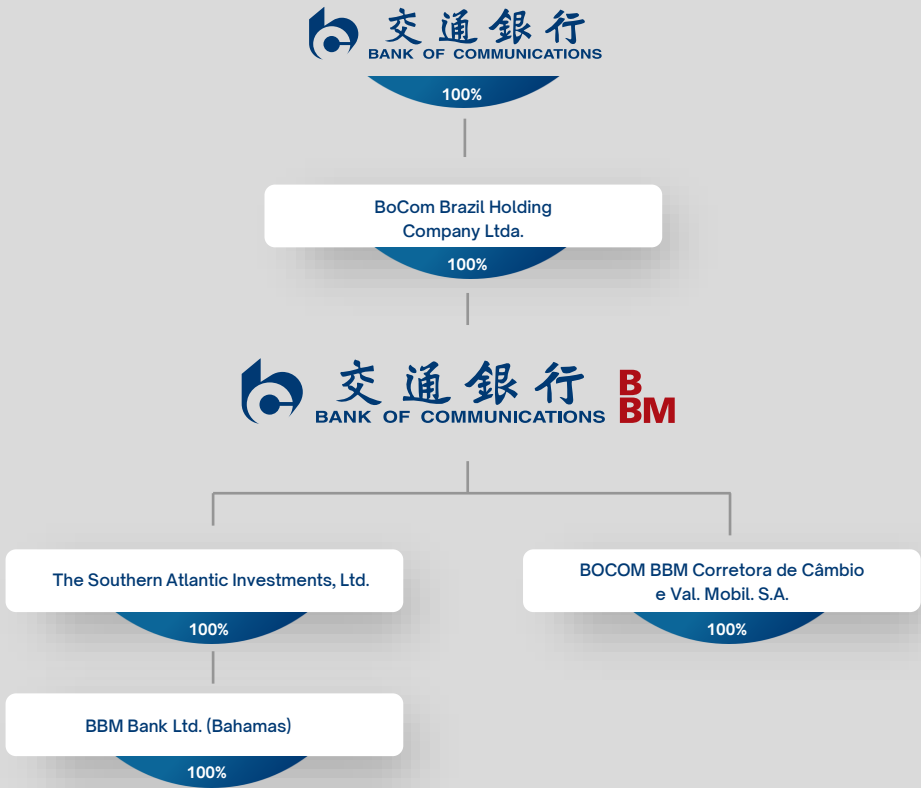 交通銀行
BANK OF COMMUNICATIONS
100%
BoCom Brazil Holding
Company Ltda.
100%
交通銀行
BANK OF COMMUNICATIONS
B
BM
The Southern Atlantic Investments, Ltd.
100%
BOCOM BBM Corretora de Câmbio
e Val. Mobil. S.A.
100%
BBM Bank Ltd. (Bahamas)
100%